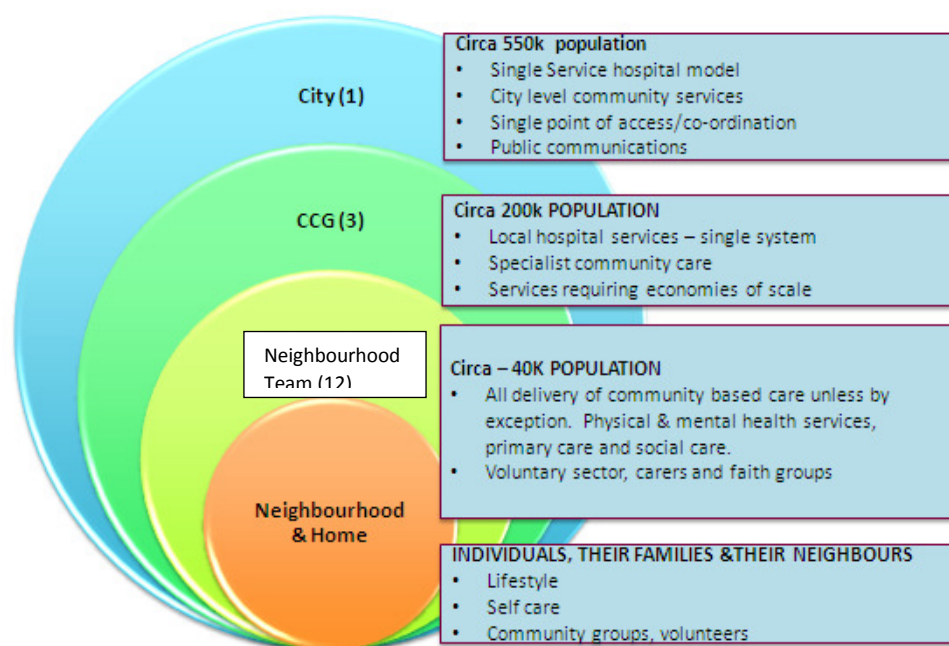 City (1)
Circa 550k population
• Single Service hospital model
• City level community services
• Single point of access/co-ordination
• Public communications
CCG (3)
Circa 200k POPULATION
• Local hospital services – single system
• Specialist community care
• Services requiring economies of scale
Neighbourhood
Team (12)
Circa – 40K POPULATION
• All delivery of community based care unless by
exception. Physical & mental health services,
primary care and social care.
• Voluntary sector, carers and faith groups
Neighbourhood
& Home
INDIVIDUALS, THEIR FAMILIES &THEIR NEIGHBOURS
• Lifestyle
• Self care
• Community groups, volunteers